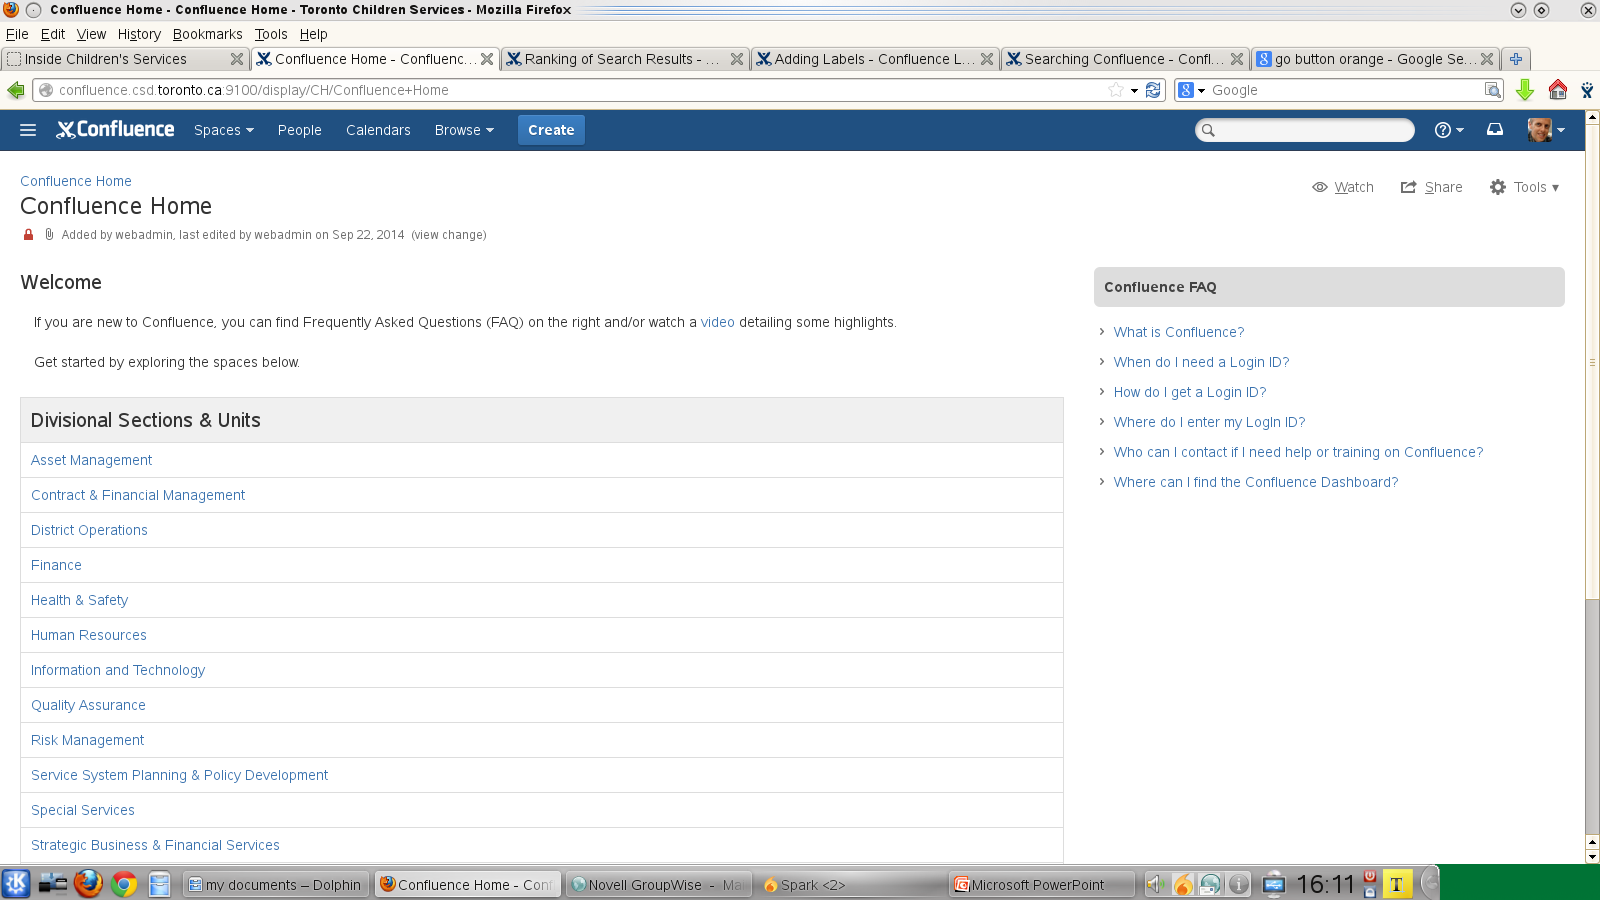 Confluence Home - Confluence Home - Toronto Children Services - Mozilla Firefox
File Edit View History Bookmarks Tools Help
Inside Children's Services
Confluence Home - Confluenc...
Ranking of Search Results - ...
Adding Labels - Confluence L...
Searching Confluence - Confl...
go button orange - Google Se...
confluence.csd.toronto.ca:9100/display/CH/Confluence+Home
Google
Confluence Spaces People Calendars Browse Create
Confluence Home
Watch Share Tools
Confluence Home
Added by webadmin, last edited by webadmin on Sep 22, 2014 (view change)
Welcome
If you are new to Confluence, you can find Frequently Asked Questions (FAQ) on the right and/or watch a video detailing some highlights.
Get started by exploring the spaces below.
Divisional Sections & Units
Asset Management
Contract & Financial Management
District Operations
Finance
Health & Safety
Human Resources
Information and Technology
Quality Assurance
Risk Management
Service System Planning & Policy Development
Special Services
Strategic Business & Financial Services
Confluence FAQ
What is Confluence?
When do I need a Login ID?
How do I get a Login ID?
Where do I enter my LogIn ID?
Who can I contact if I need help or training on Confluence?
Where can I find the Confluence Dashboard?
my documents – Dolphin
Confluence Home - Conf
Novell GroupWise - Mai
Spark <2>
Microsoft PowerPoint
16:11
T